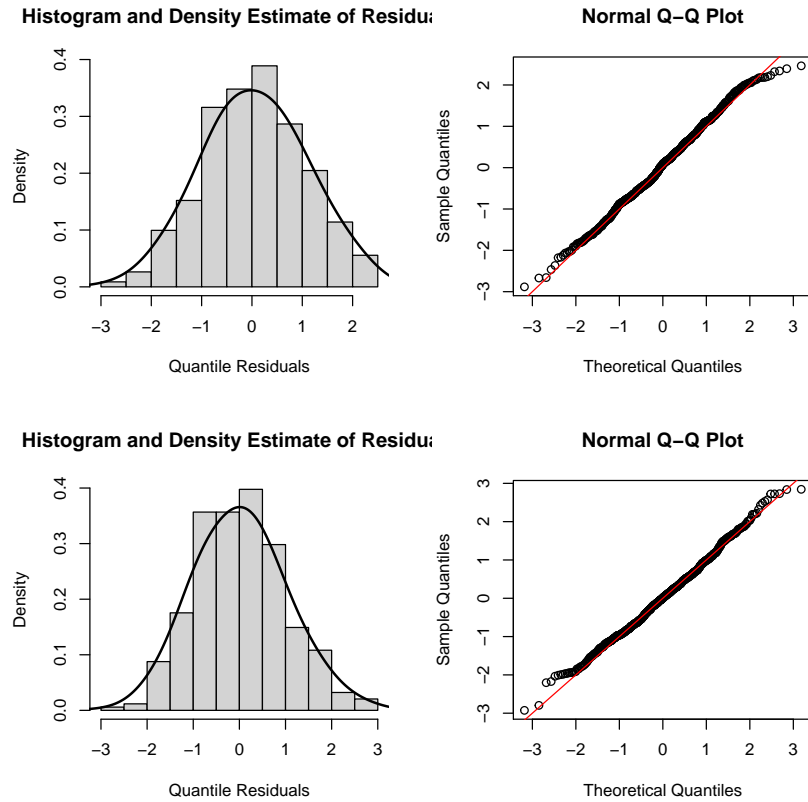 Histogram and Density Estimate of Residua
Density
0.0 0.1 0.2 0.3 0.4
−3 −2 −1 0 1 2
Quantile Residuals
Normal Q−Q Plot
Sample Quantiles
−3 −2 −1 0 1 2
−3 −2 −1 0 1 2 3
Theoretical Quantiles
Histogram and Density Estimate of Residua
Density
0.0 0.1 0.2 0.3 0.4
−3 −2 −1 0 1 2 3
Quantile Residuals
Normal Q−Q Plot
Sample Quantiles
−3 −2 −1 0 1 2 3
−3 −2 −1 0 1 2 3
Theoretical Quantiles